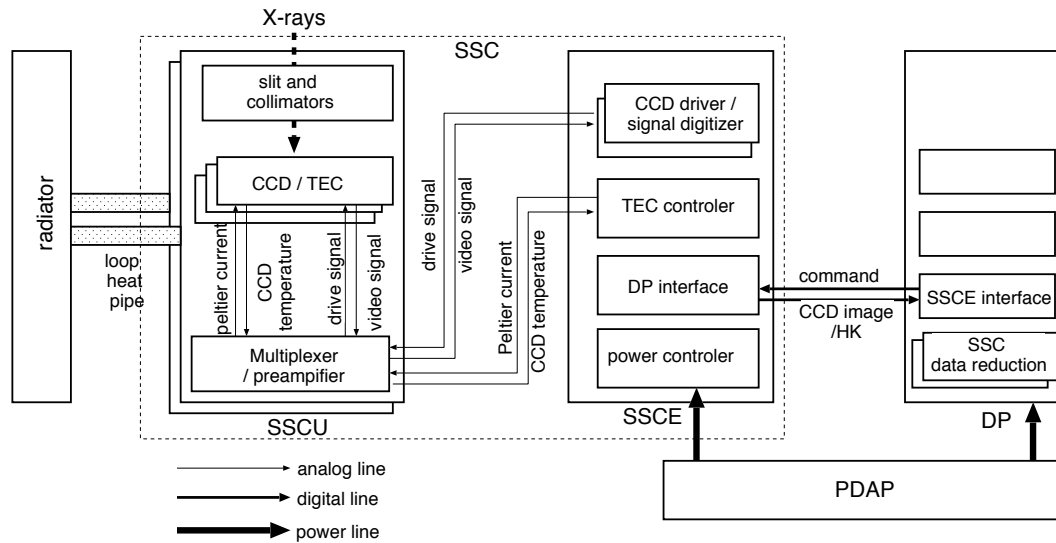 X-rays
SSC
radiator
slit and
collimators
CCD / TEC
loop
heat
pipe
peltier current
CCD
temperature
drive signal
video signal
Multiplexer
/ preampifier
SSCU
drive signal
video signal
Peltier current
CCD temperature
CCD driver /
signal digitizer
TEC controler
DP interface
power controler
SSCE
command
CCD image
/HK
SSCE interface
SSC
data reduction
DP
PDAP
analog line
digital line
power line